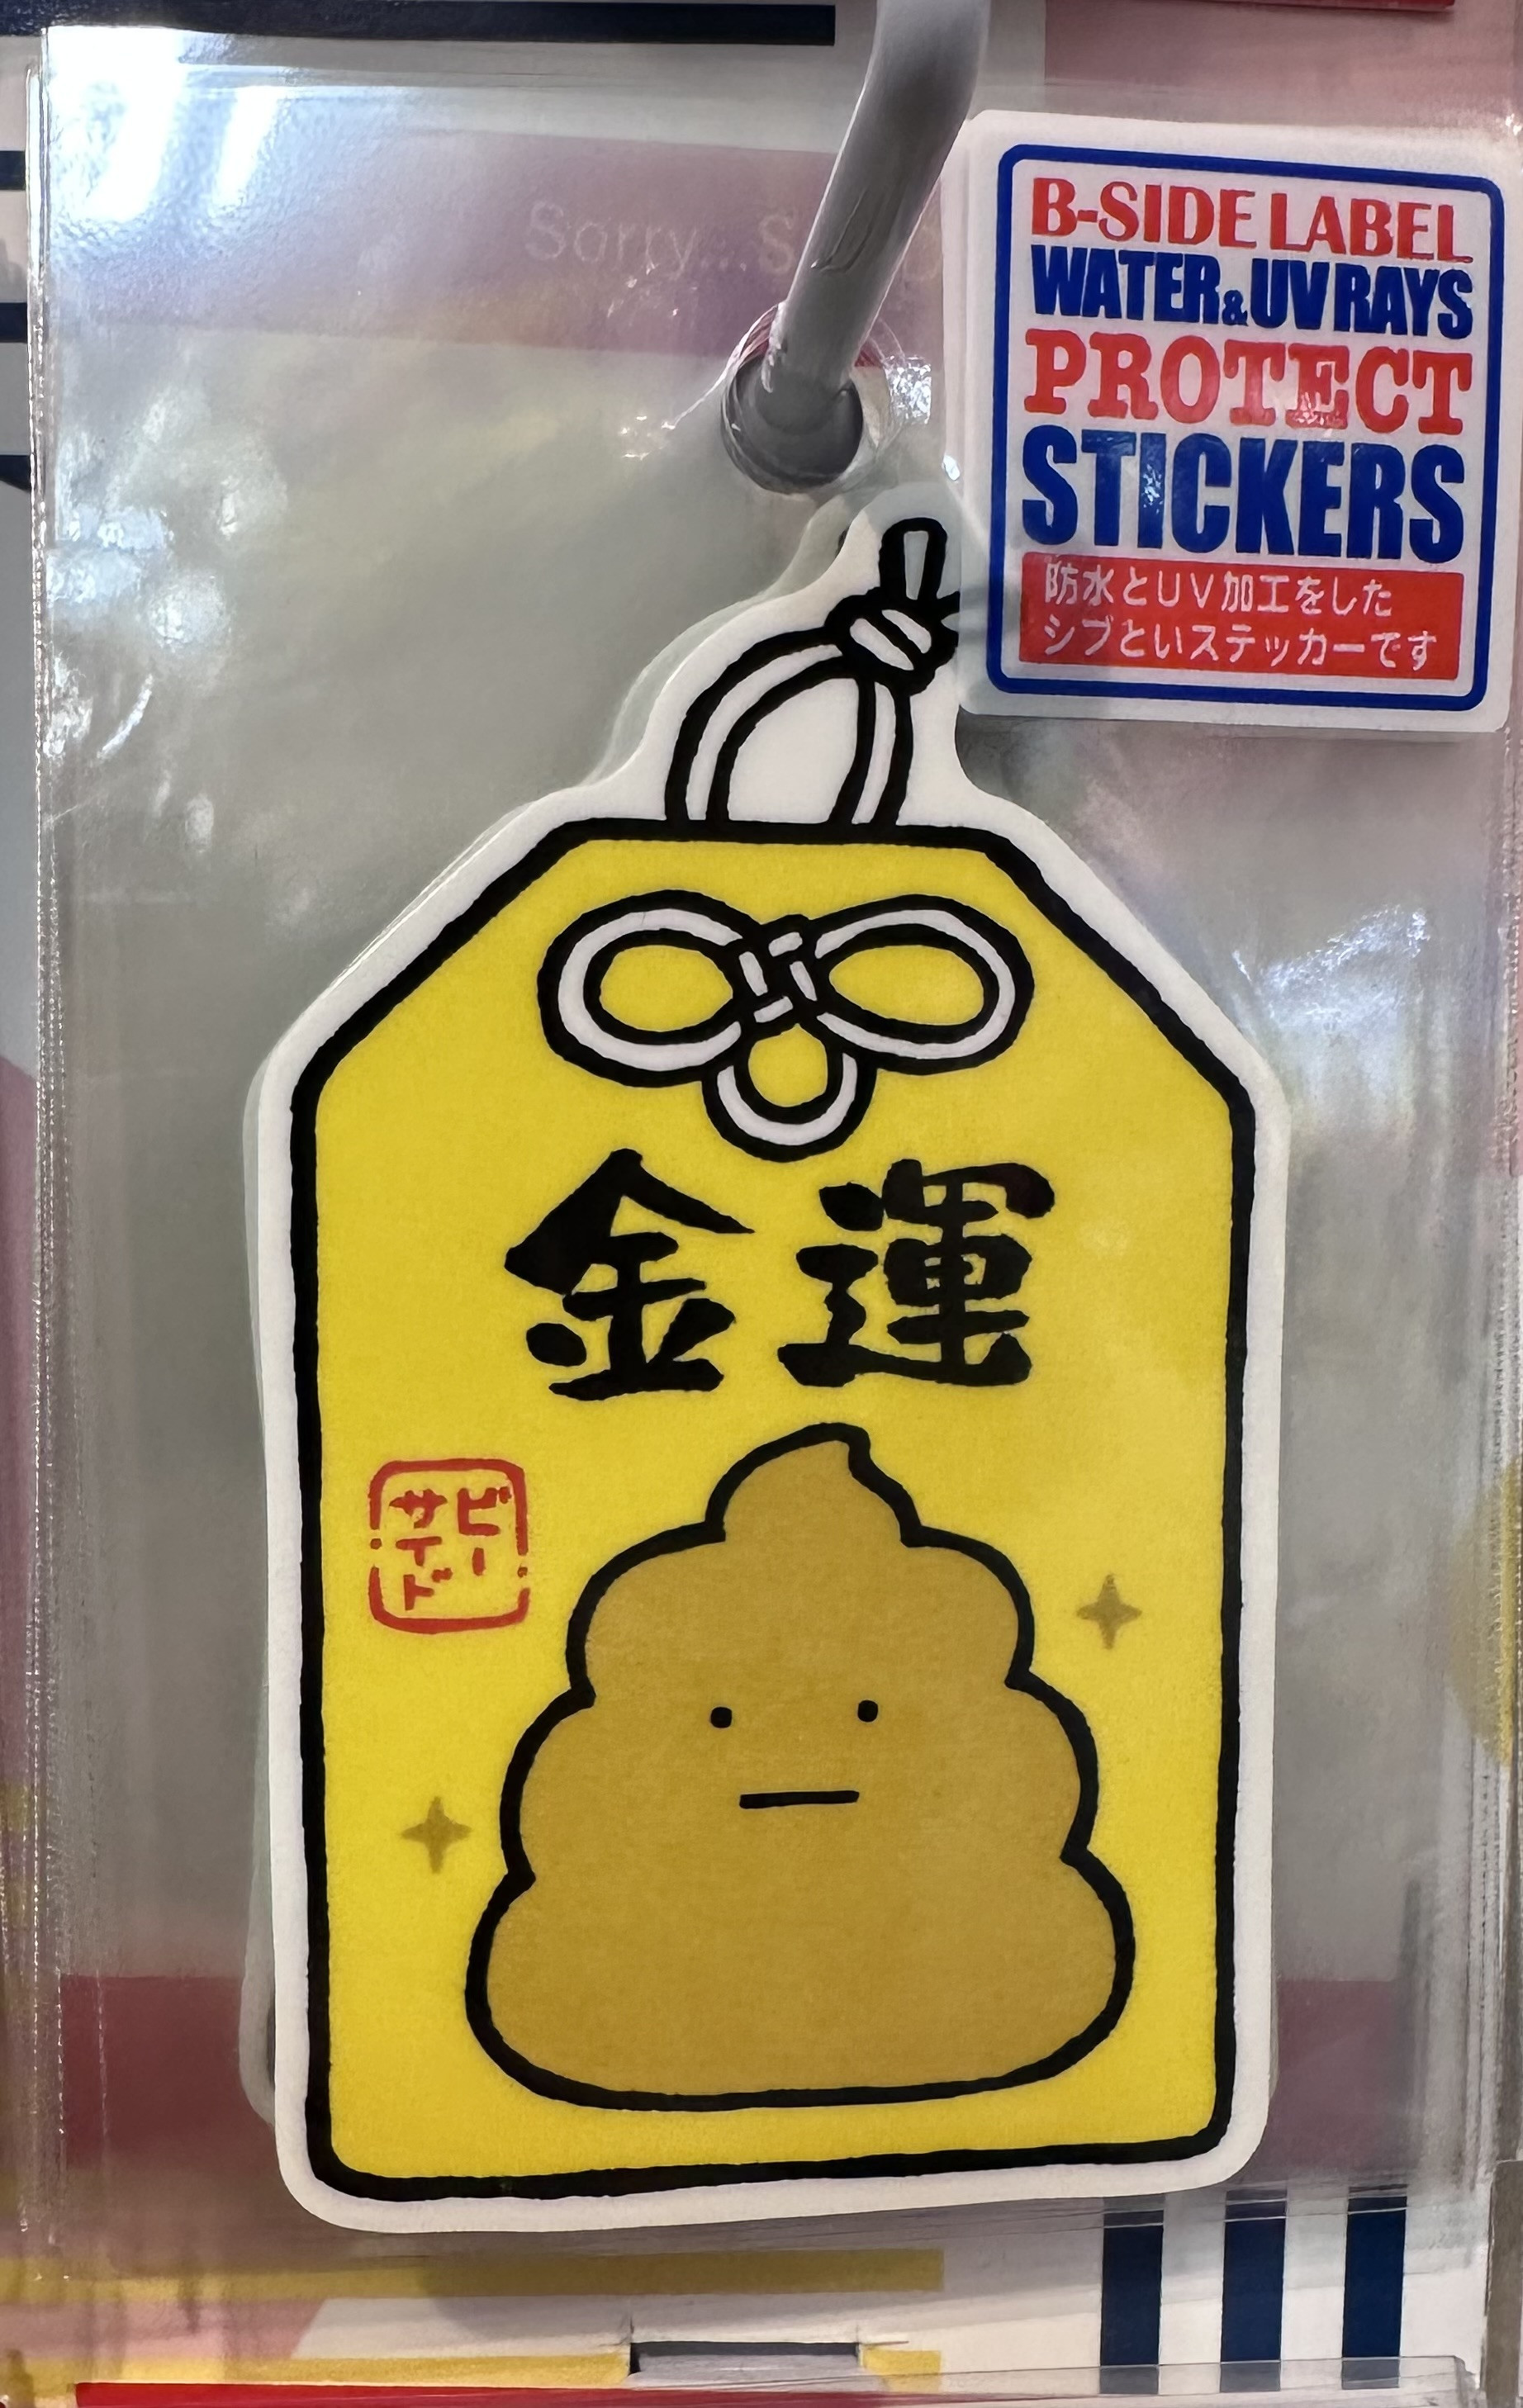 Sorry...S
B-SIDE LABEL
WATER&UV RAYS
PROTECT
STICKERS
防水とUV加工をした
シブといステッカーです
金運
ビー
サイド